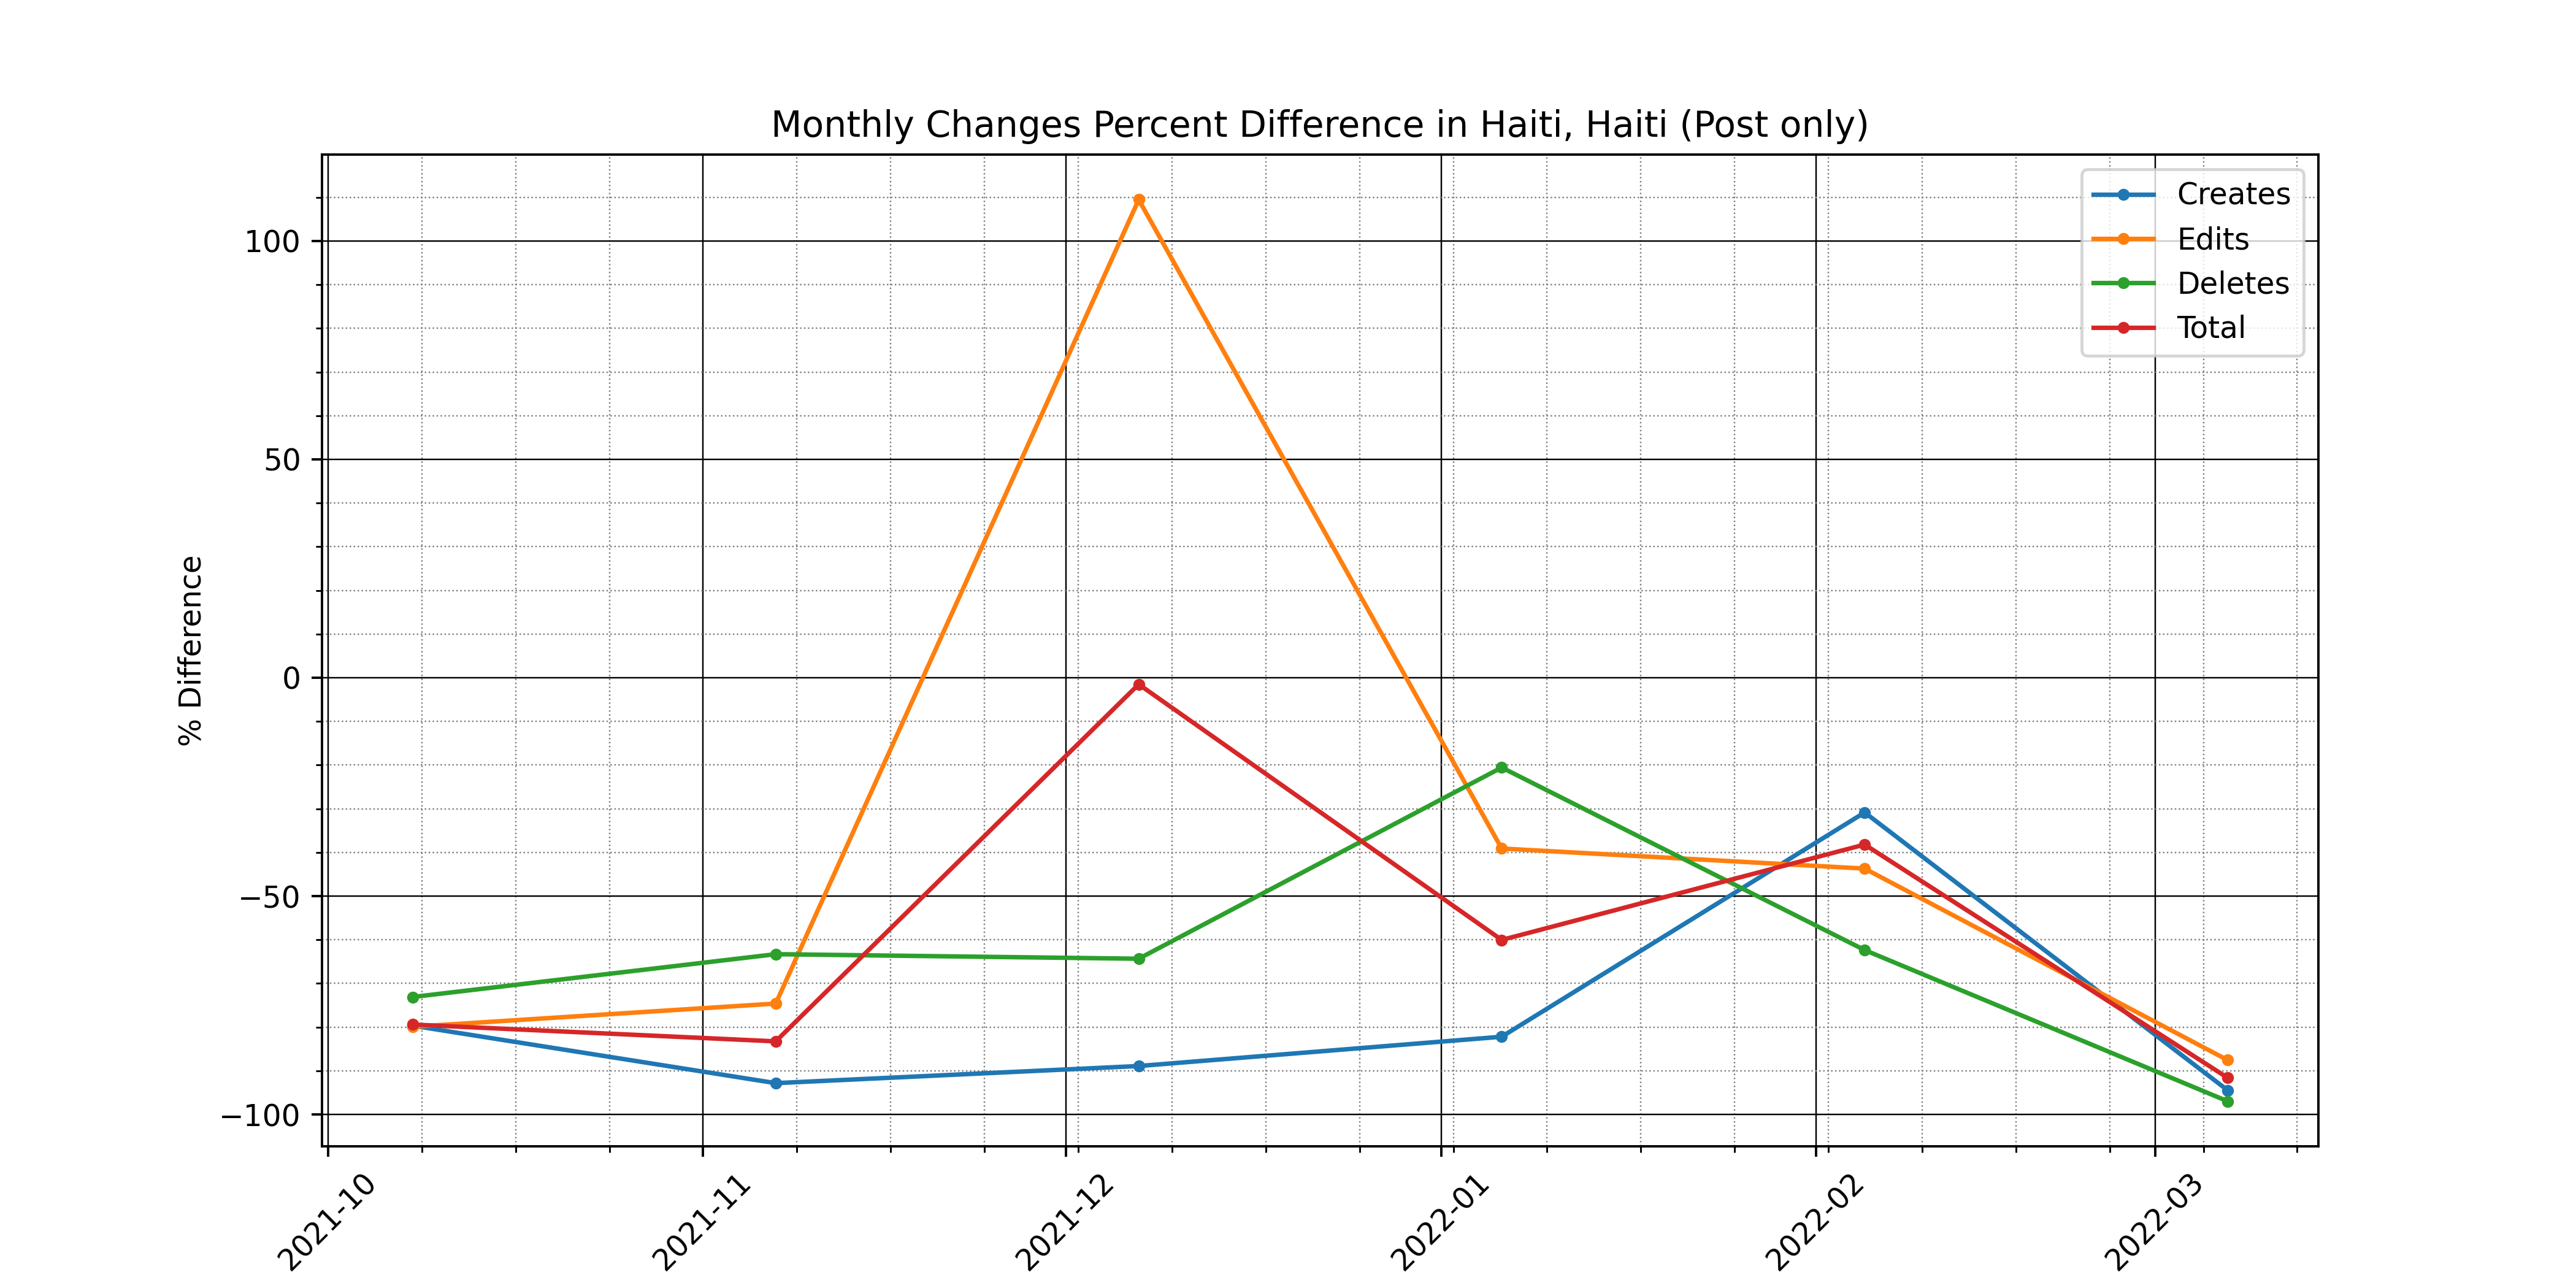 Monthly Changes Percent Difference in Haiti, Haiti (Post only)
Creates
Edits
Deletes
Total
% Difference
100
50
0
−50
−100
2021-10
2021-11
2021-12
2022-01
2022-02
2022-03